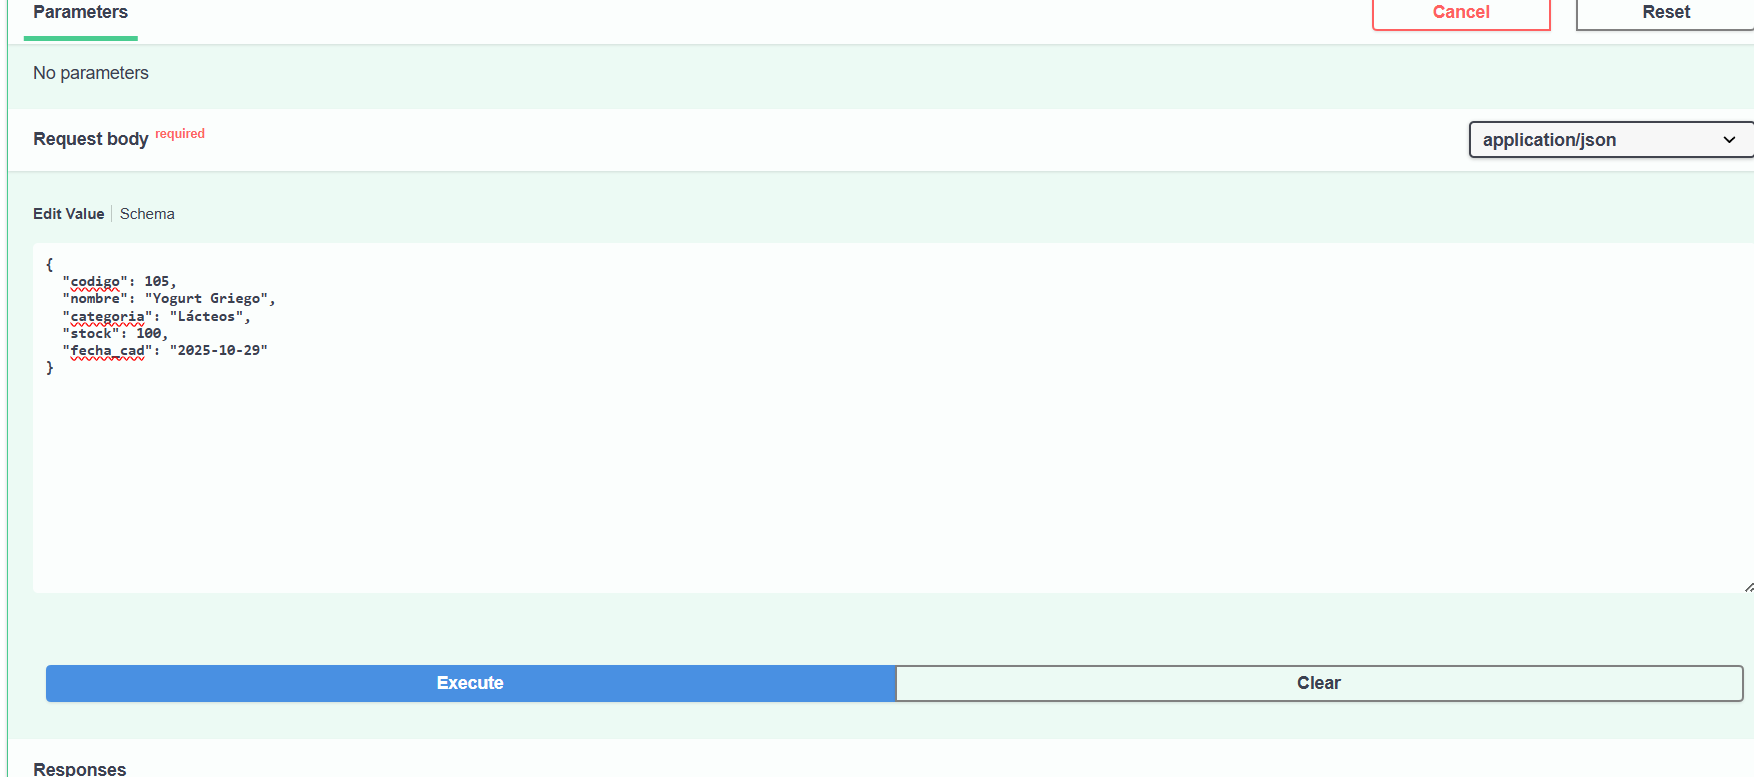 Parameters
Cancel
Reset
No parameters
Request body required
application/json
Edit Value | Schema
{
  "codigo": 105,
  "nombre": "Yogurt Griego",
  "categoria": "Lácteos",
  "stock": 100,
  "fecha_cad": "2025-10-29"
}
Execute
Clear
Responses